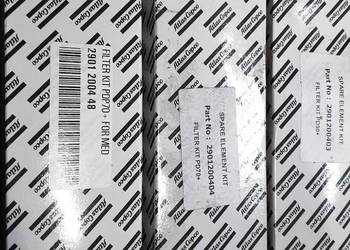 Atlas Copco
FILTER KIT PDP70+ FOR MED
2901 2004 48
SPARE ELEMENT KIT
Part No : 2901200404
FILTER KIT PD70+
SPARE ELEMENT KIT
Part No : 2901200403
FILTER KIT PD50+